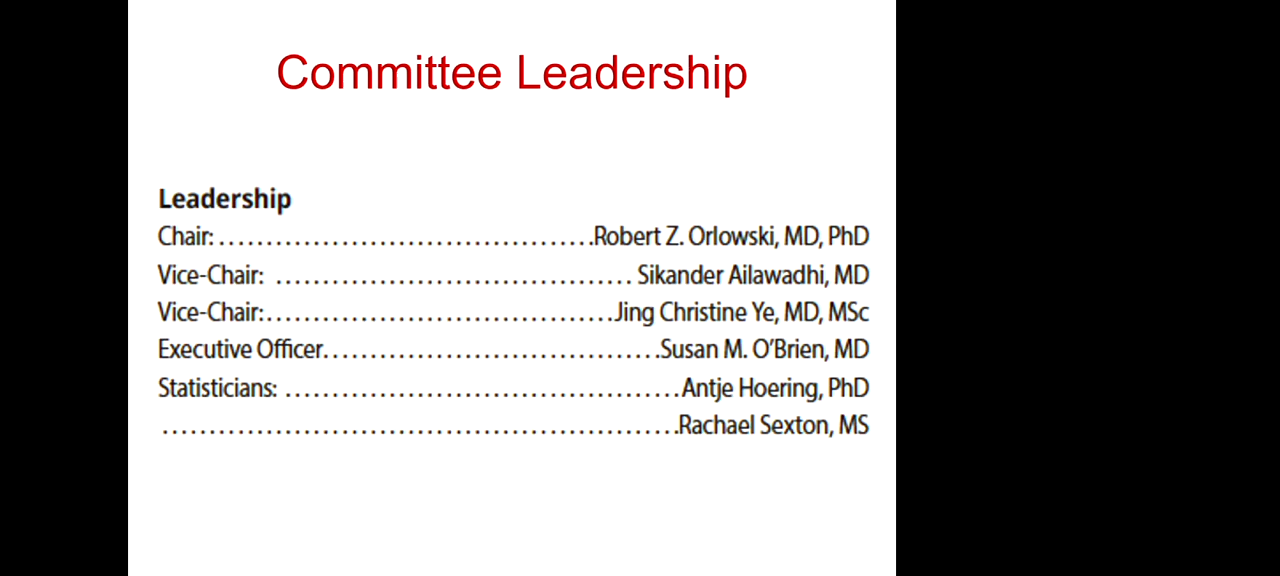 Committee Leadership
Leadership
Chair: ........................................Robert Z. Orlowski, MD, PhD
Vice-Chair: ...................................... Sikander Ailawadhi, MD
Vice-Chair:.....................................Jing Christine Ye, MD, MSc
Executive Officer....................................Susan M. O’Brien, MD
Statisticians: ..........................................Antje Hoering, PhD
.......................................................Rachael Sexton, MS